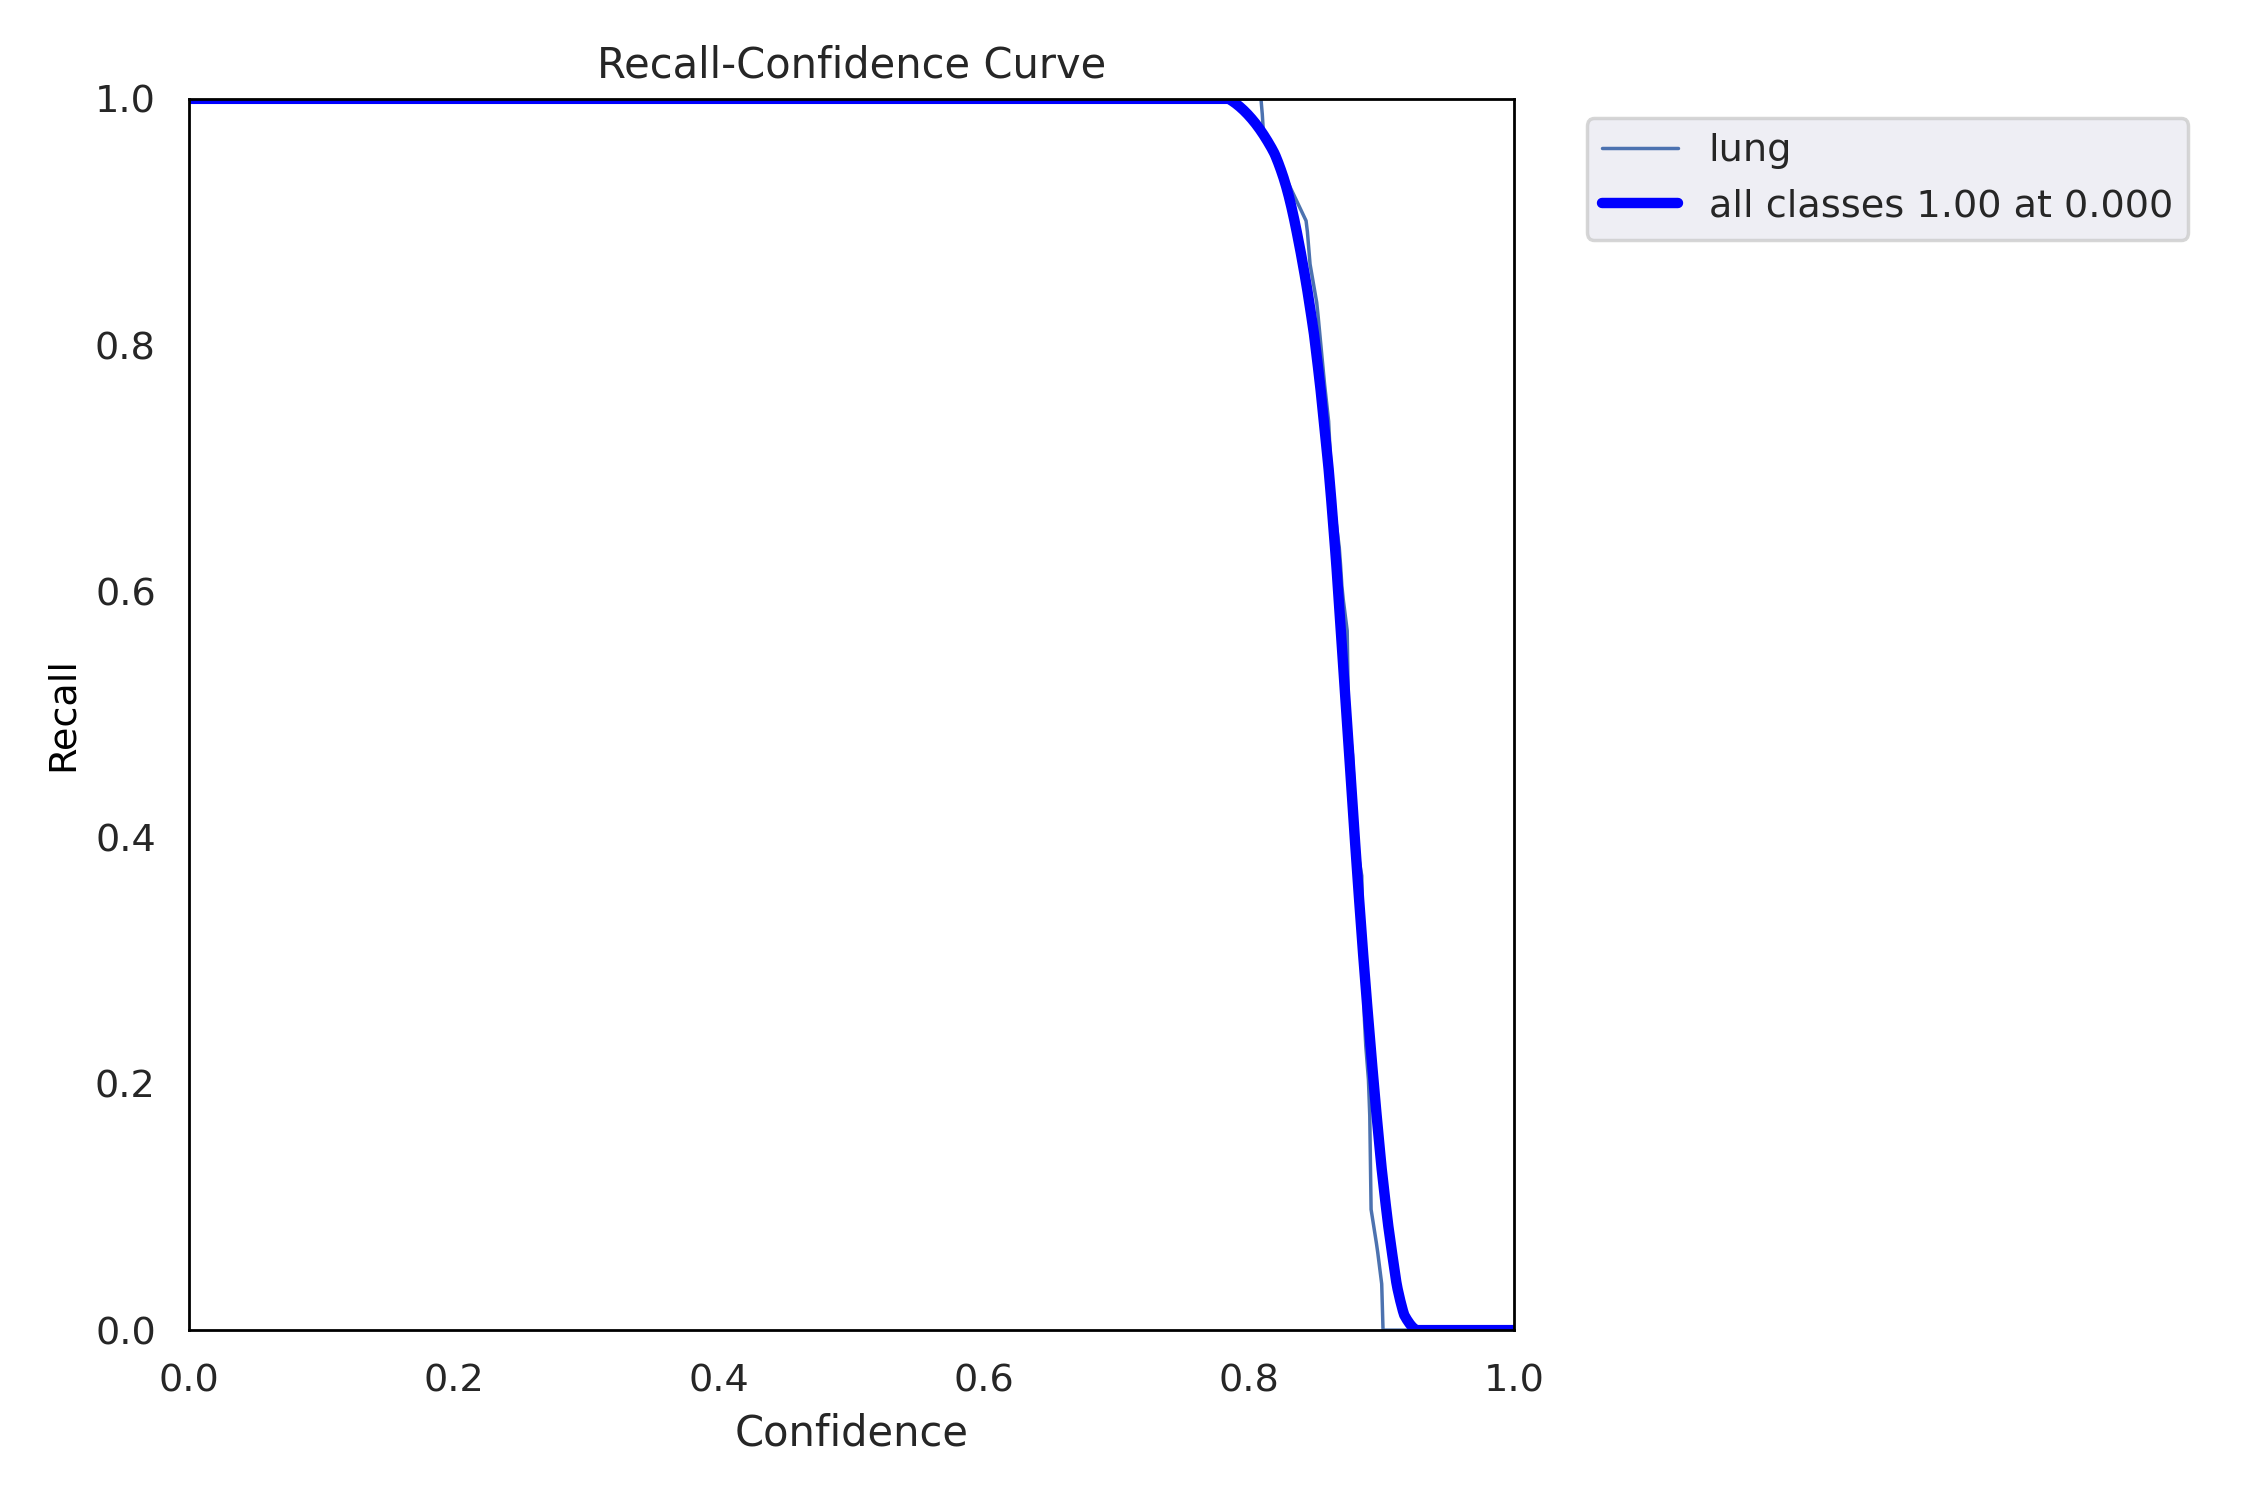 Recall-Confidence Curve
1.0
0.8
0.6
0.4
0.2
0.0
Recall
0.0 0.2 0.4 0.6 0.8 1.0
Confidence
lung
all classes 1.00 at 0.000